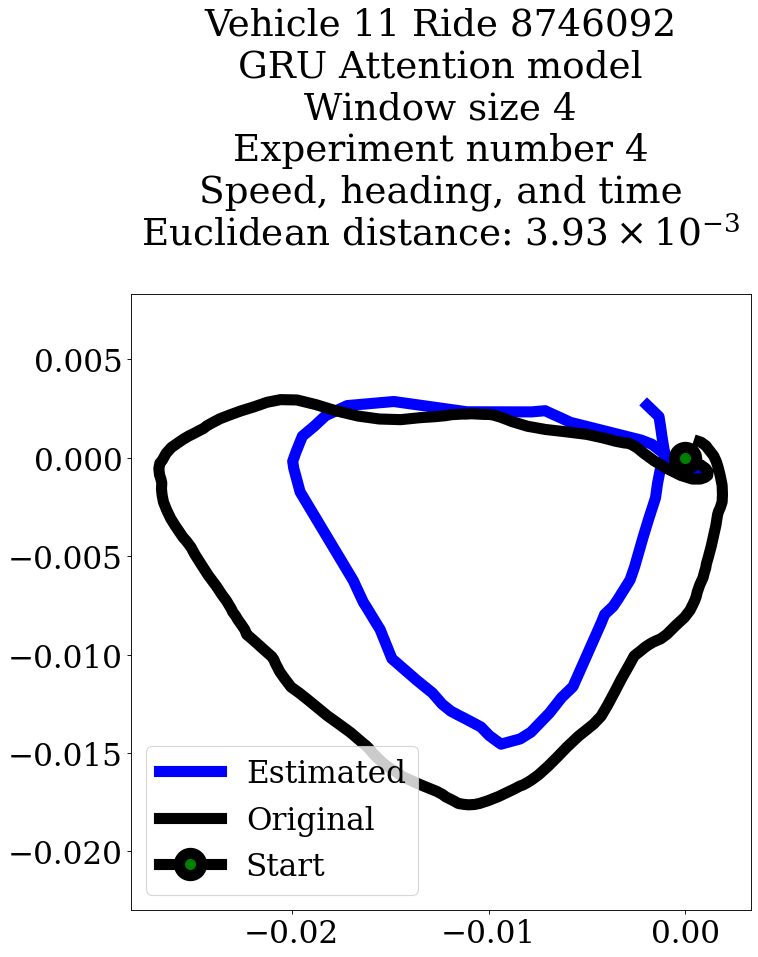 Vehicle 11 Ride 8746092
GRU Attention model
Window size 4
Experiment number 4
Speed, heading, and time
Euclidean distance: 3.93 × 10⁻³
0.005
0.000
−0.005
−0.010
−0.015
−0.020
Estimated
Original
Start
−0.02 −0.01 0.00